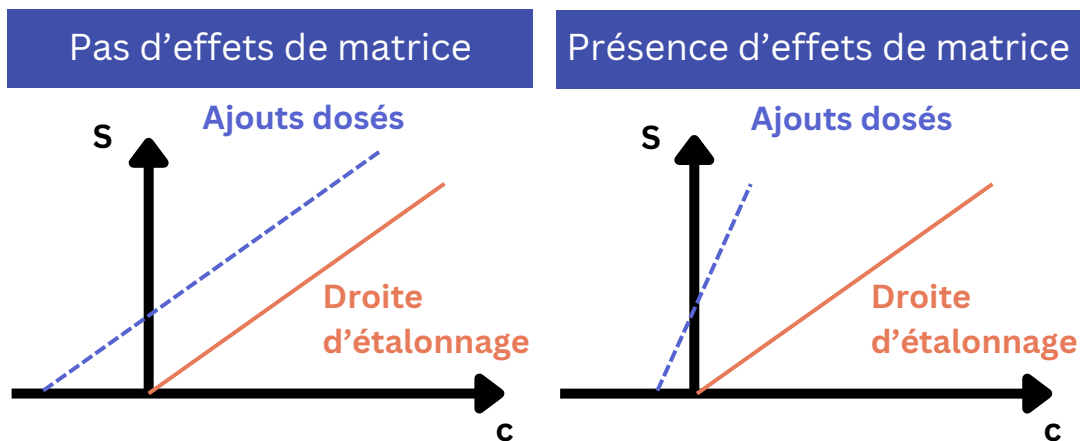 Pas d'effets de matrice
Ajouts dosés
S
Droite
d'étalonnage
c
Présence d'effets de matrice
Ajouts dosés
S
Droite
d'étalonnage
c